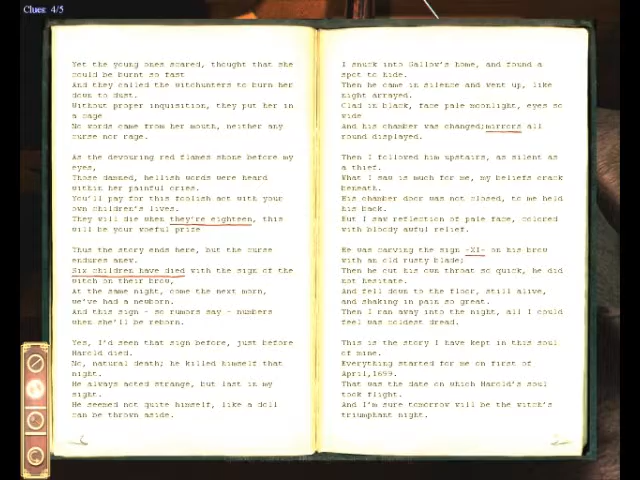 Clues: 4/5
Yet the young ones scared, thought that she
could be burnt so fast
And they called the witchunters to burn her
down to dust.
Without proper inquisition, they put her in
a cage
No words came from her mouth, neither any
curse nor rage.
As the devouring red flames shone before my
eyes,
Those damned, hellish words were heard
within her painful cries.
You'll pay for this foolish act with your
own children's lives.
They will die when they're eighteen, this
will be your woeful prize
Thus the story ends here, but the curse
endures anew.
Six children have died with the sign of the
witch on their brow,
At the same night, come the next morn,
we've had a newborn.
And this sign - so rumors say - numbers
when she'll be reborn.
Yes, I'd seen that sign before, just before
Harold died.
No, natural death; he killed himself that
night.
He always acted strange, but last in my
sight.
He seemed not quite himself, like a doll
can be thrown aside.
I snuck into Gallow's home, and found a
spot to hide.
Then he came in silence and went up, like
night arrayed.
Clad in black, face pale moonlight, eyes so
wide
And his chamber was changed;mirrors all
round displayed.
Then I followed him upstairs, as silent as
a thief.
What I saw is much for me, my beliefs crack
beneath.
His chamber door was not closed, to me held
his back.
But I saw reflection of pale face, colored
with bloody awful relief.
He was carving the sign -XI- on his brow
with an old rusty blade;
Then he cut his own throat so quick, he did
not hesitate.
And fell down to the floor, still alive,
and shaking in pain so great.
Then I ran away into the night, all I could
feel was coldest dread.
This is the story I have kept in this soul
of mine.
Everything started for me on first of
April,1699.
That was the date on which Harold's soul
took flight.
And I'm sure tomorrow will be the witch's
triumphant night.